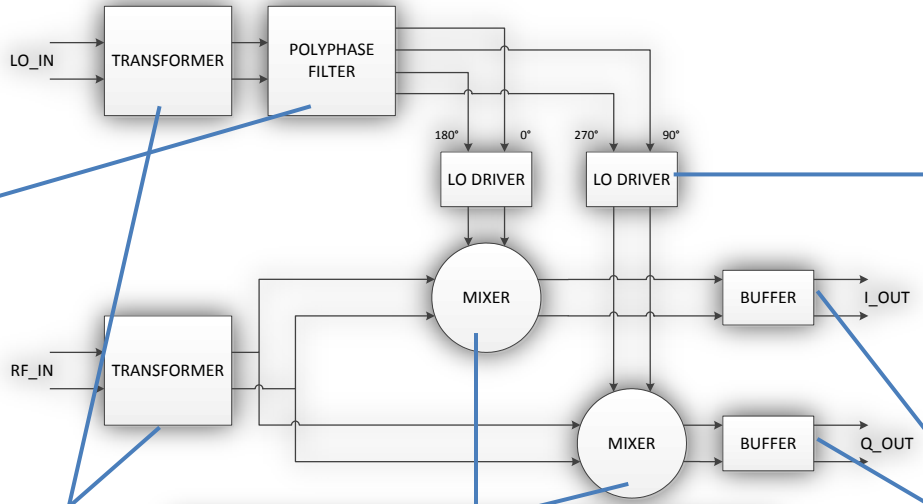 LO_IN
TRANSFORMER
POLYPHASE
FILTER
180°
0°
270°
90°
LO DRIVER
LO DRIVER
MIXER
BUFFER
I_OUT
RF_IN
TRANSFORMER
MIXER
BUFFER
Q_OUT